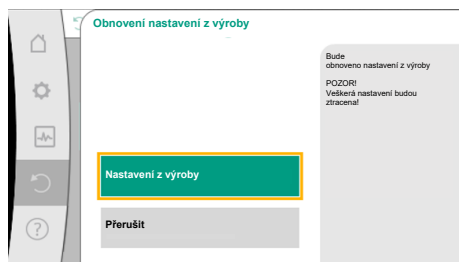 Obnovení nastavení z výroby
Bude
obnoveno nastavení z výroby
POZOR!
Veškerá nastavení budou
ztracena!
Nastavení z výroby
Přerušit
?